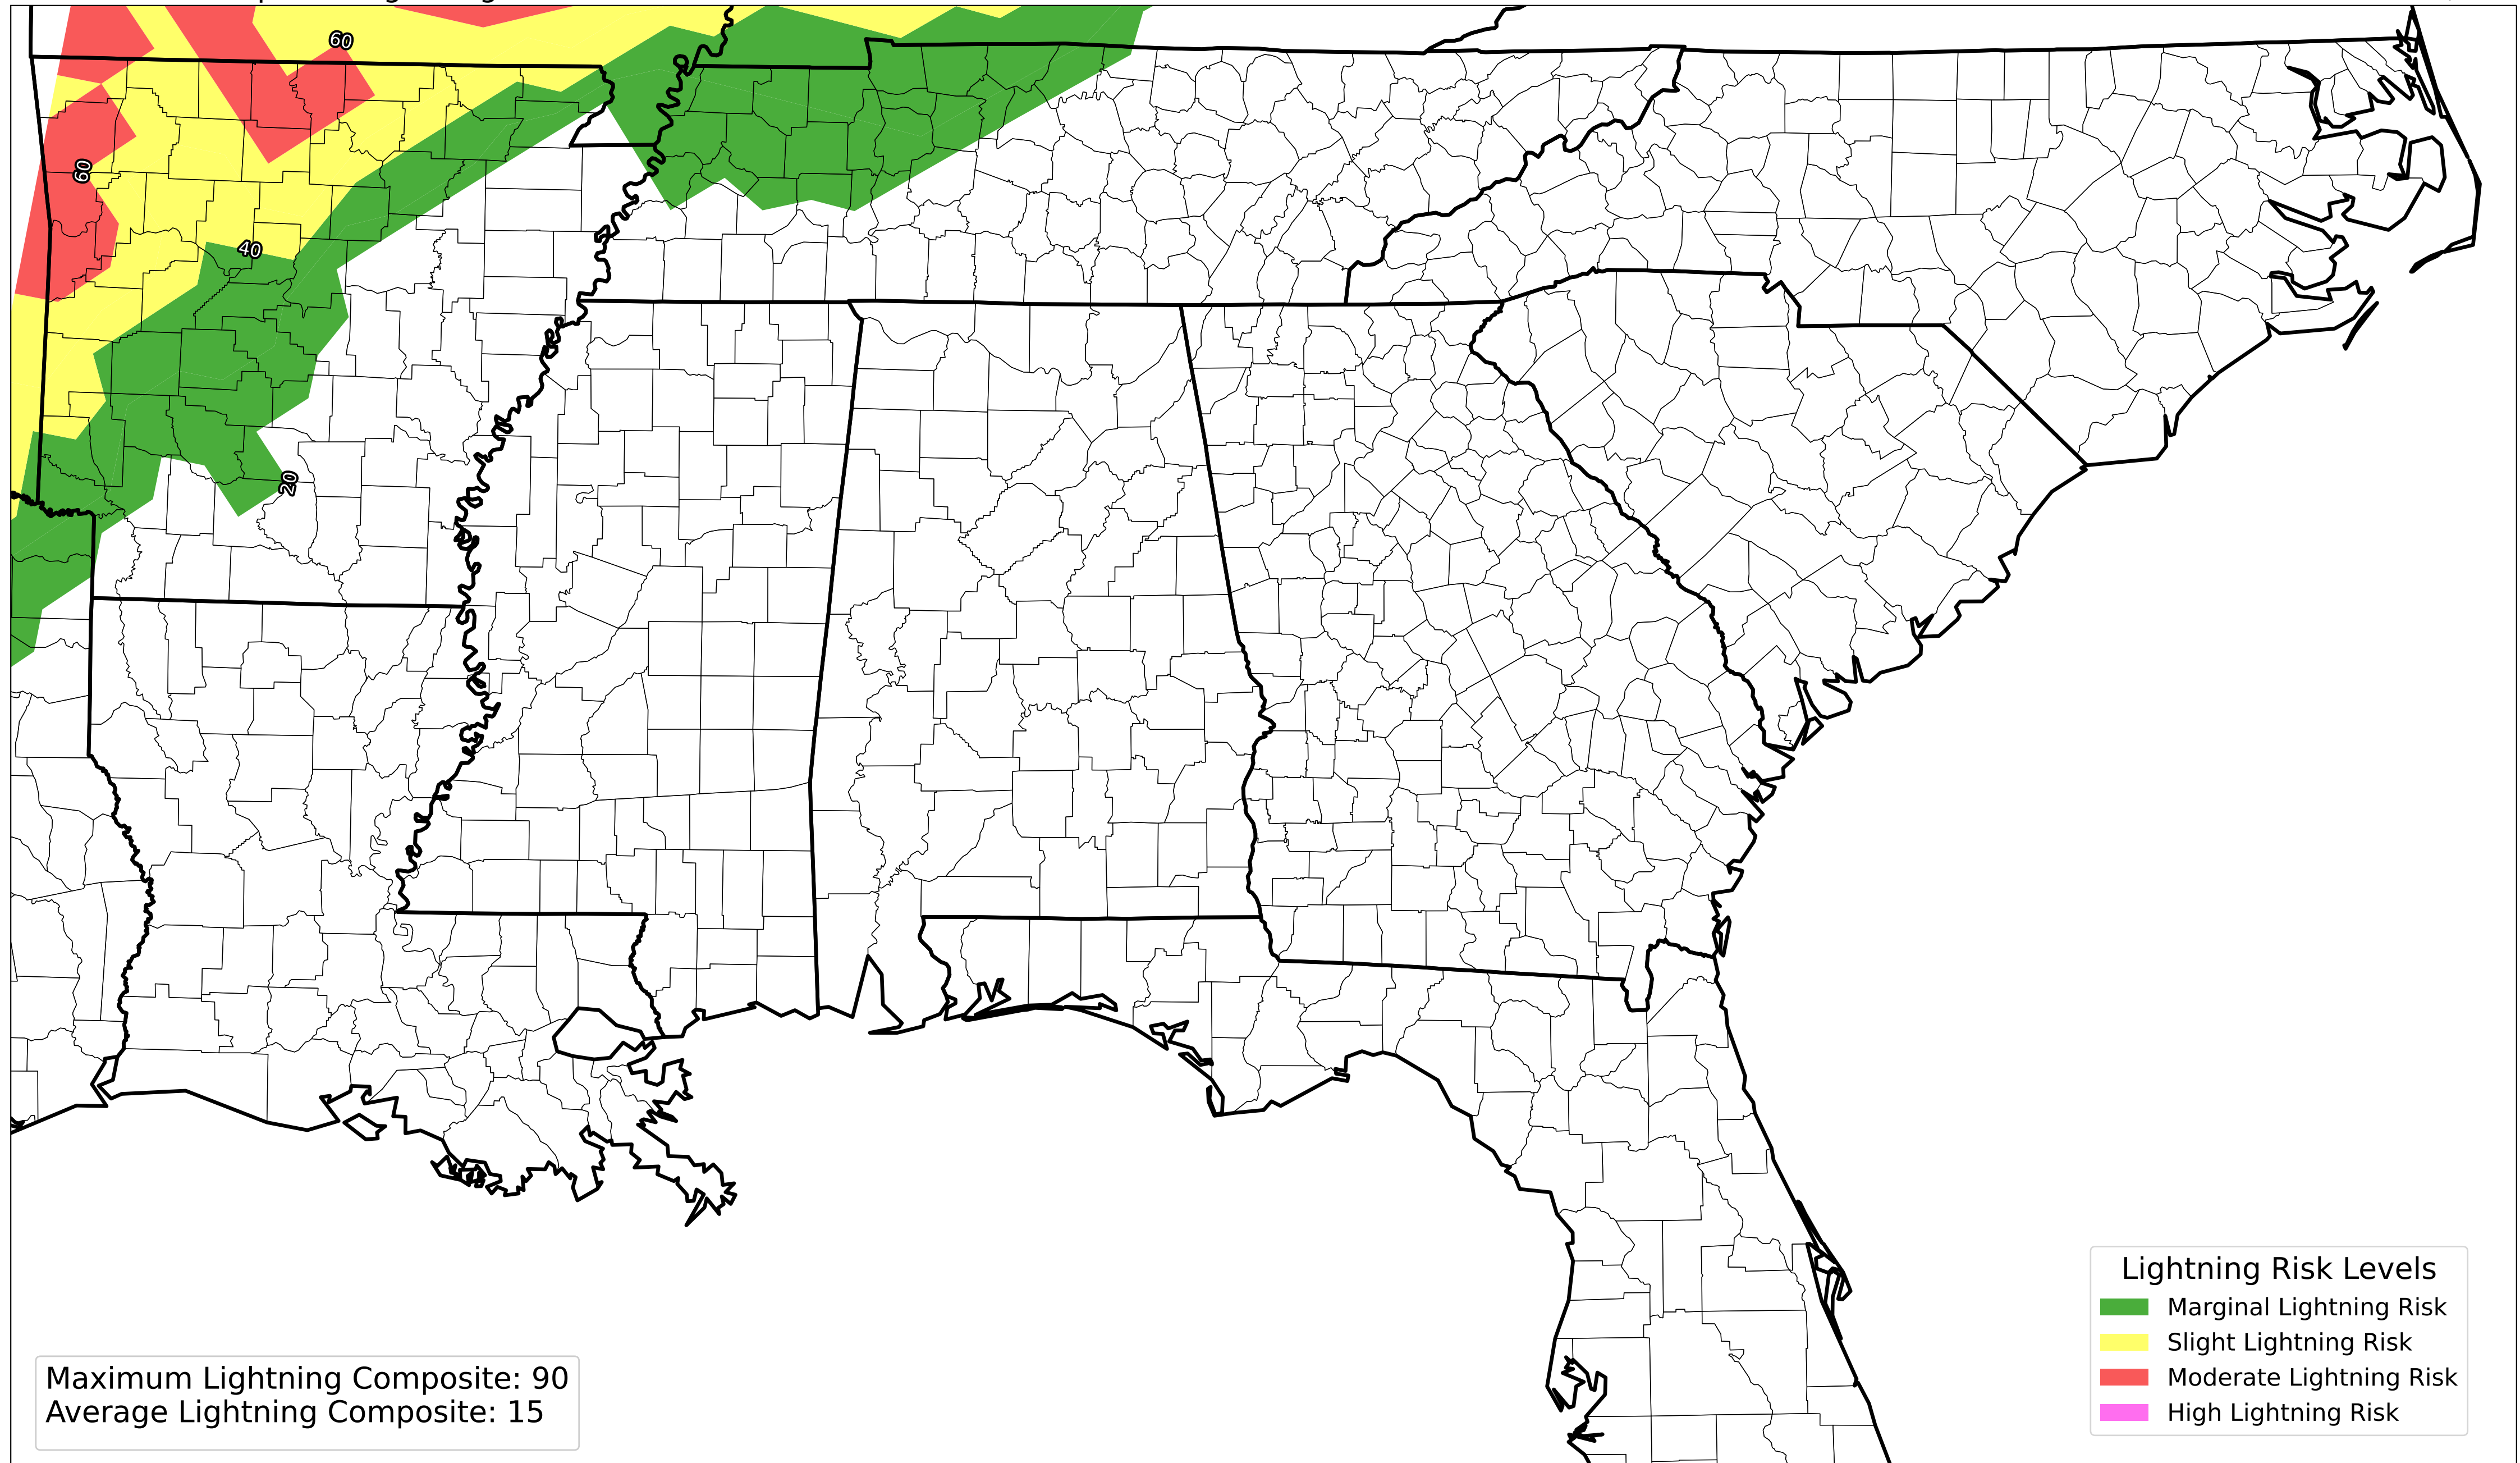 60
60
40
20
Lightning Risk Levels
Marginal Lightning Risk
Slight Lightning Risk
Moderate Lightning Risk
High Lightning Risk
Maximum Lightning Composite: 90
Average Lightning Composite: 15